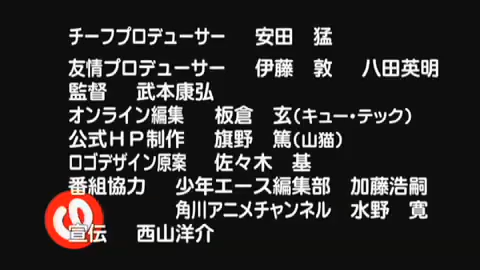 チーフプロデューサー　安田　猛
友情プロデューサー　伊藤　敦　八田英明
監督　武本康弘
オンライン編集　板倉　玄（キュー・テック）
公式ＨＰ制作　旗野　篤（山猫）
ロゴデザイン原案　佐々木　基
番組協力　少年エース編集部　加藤浩嗣
角川アニメチャンネル　水野　寛
宣伝　西山洋介